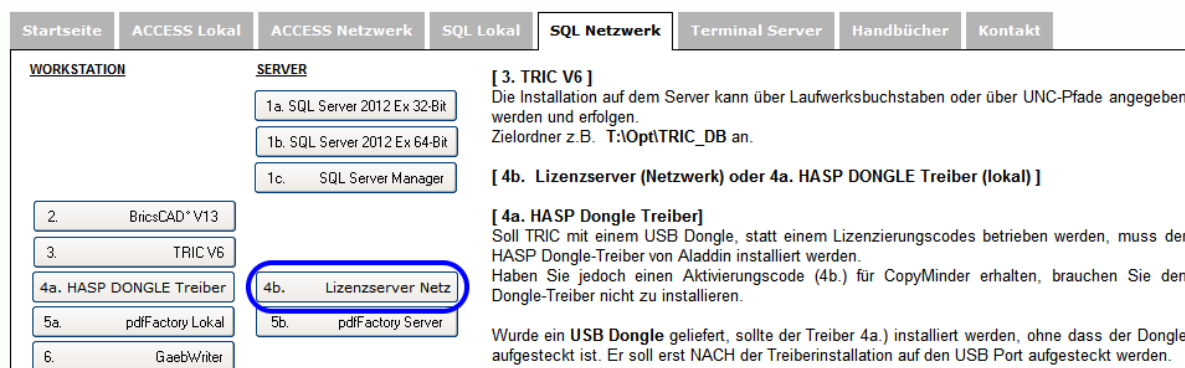 Startseite ACCESS Lokal ACCESS Netzwerk SQL Lokal SQL Netzwerk Terminal Server Handbücher Kontakt
WORKSTATION
2. BricsCAD* V13
3. TRIC V6
4a. HASP DONGLE Treiber
5a. pdfFactory Lokal
6. GaebWriter
SERVER
1a. SQL Server 2012 Ex 32-Bit
1b. SQL Server 2012 Ex 64-Bit
1c. SQL Server Manager
4b. Lizenzserver Netz
5b. pdfFactory Server
[ 3. TRIC V6 ]
Die Installation auf dem Server kann über Laufwerksbuchstaben oder über UNC-Pfade angegeben
werden und erfolgen.
Zielordner z.B. T:\Opt\TRIC_DB an.
[ 4b. Lizenzserver (Netzwerk) oder 4a. HASP DONGLE Treiber (lokal) ]
[ 4a. HASP Dongle Treiber]
Soll TRIC mit einem USB Dongle, statt einem Lizenzierungscodes betrieben werden, muss der
HASP Dongle-Treiber von Aladdin installiert werden.
Haben Sie jedoch einen Aktivierungscode (4b.) für CopyMinder erhalten, brauchen Sie den
Dongle-Treiber nicht zu installieren.
Wurde ein USB Dongle geliefert, sollte der Treiber 4a.) installiert werden, ohne dass der Dongle
aufgesteckt ist. Er soll erst NACH der Treiberinstallation auf den USB Port aufgesteckt werden.